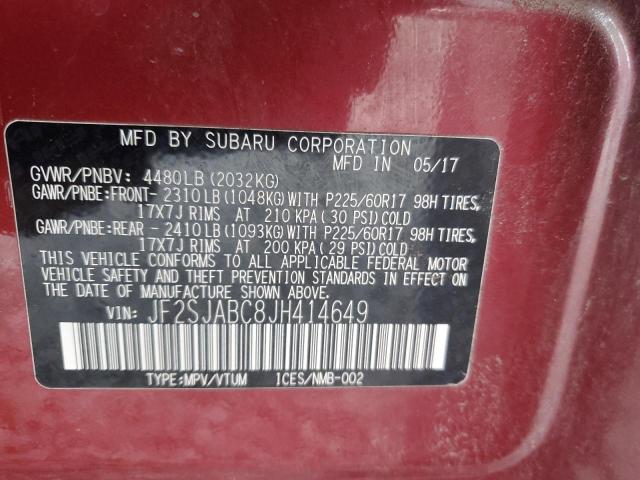 MFD BY SUBARU CORPORATION
MFD IN 05/17
GVWR/PNBV: 4480LB(2032KG)
GAWR/PNBE:FRONT- 2310LB(1048KG)WITH P225/60R17 98H TIRES,
17X7J RIMS AT 210 KPA(30 PSI)COLD
GAWR/PNBE:REAR - 2410LB(1093KG)WITH P225/60R17 98H TIRES,
17X7J RIMS AT 200 KPA(29 PSI)COLD
THIS VEHICLE CONFORMS TO ALL APPLICABLE FEDERAL MOTOR
VEHICLE SAFETY AND THEFT PREVENTION STANDARDS IN EFFECT ON
THE DATE OF MANUFACTURE SHOWN ABOVE.
VIN: JF2SJABC8JH414649
TYPE:MPV/VTUM 1CES/NMB-002